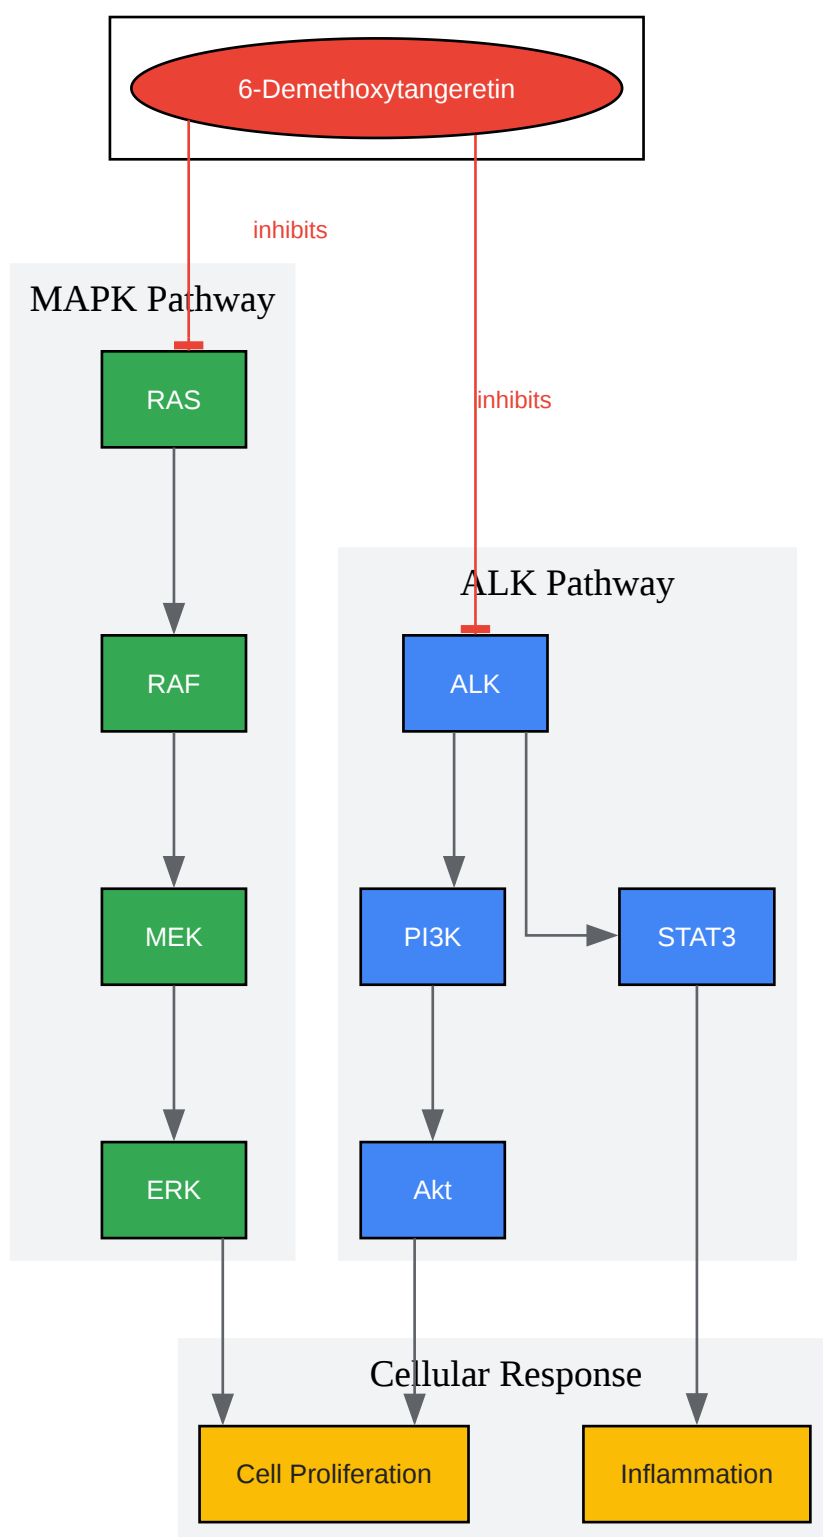 6-Demethoxytangeretin
inhibits
MAPK Pathway
RAS
inhibits
ALK Pathway
RAF
ALK
MEK
PI3K
STAT3
ERK
Akt
Cellular Response
Cell Proliferation
Inflammation